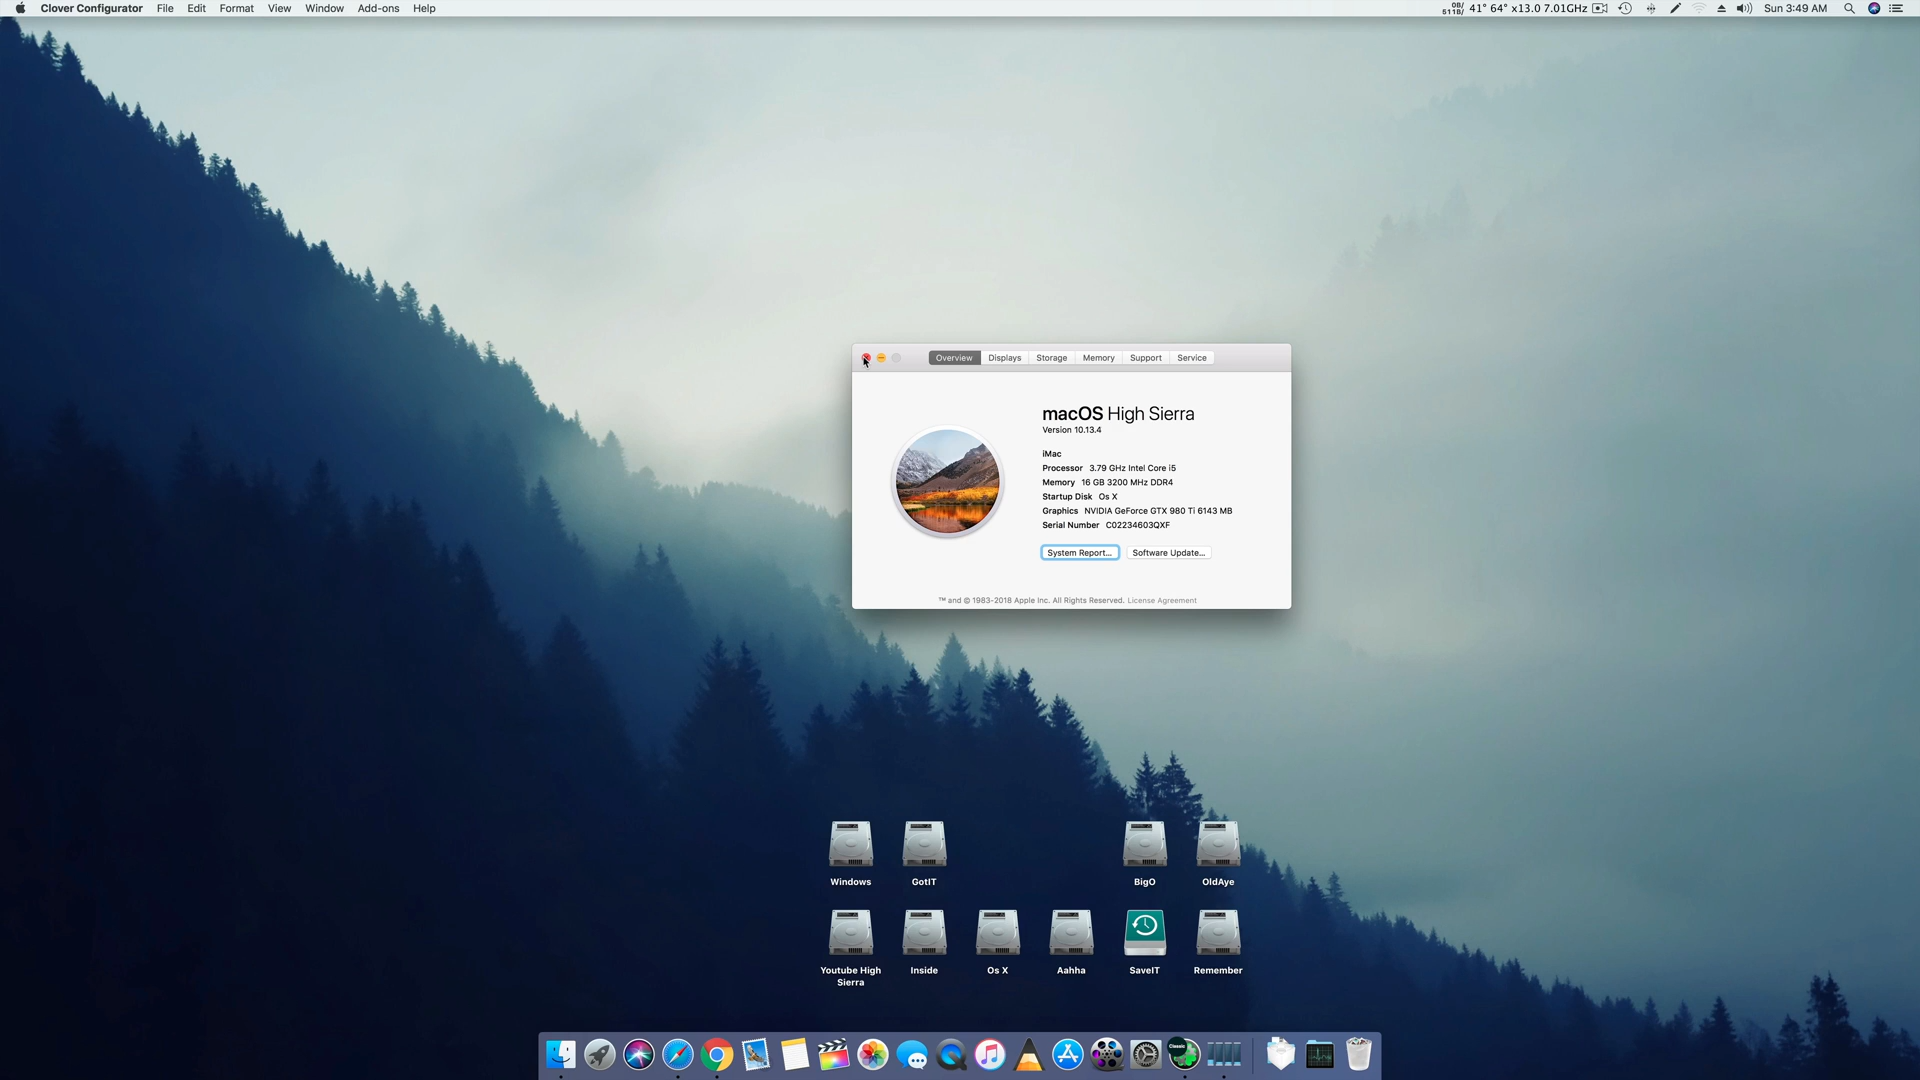 Clover Configurator File Edit Format View Window Add-ons Help
0B/
511B/ 41° 64° x13.0 7.01GHz Sun 3:49 AM
Overview Displays Storage Memory Support Service
macOS High Sierra
Version 10.13.4
iMac
Processor 3.79 GHz Intel Core i5
Memory 16 GB 3200 MHz DDR4
Startup Disk Os X
Graphics NVIDIA GeForce GTX 980 Ti 6143 MB
Serial Number C02234603QXF
System Report... Software Update...
™ and © 1983-2018 Apple Inc. All Rights Reserved. License Agreement
Windows GotIT BigO OldAye
Youtube High Sierra Inside Os X Aahha SaveIT Remember
Classic